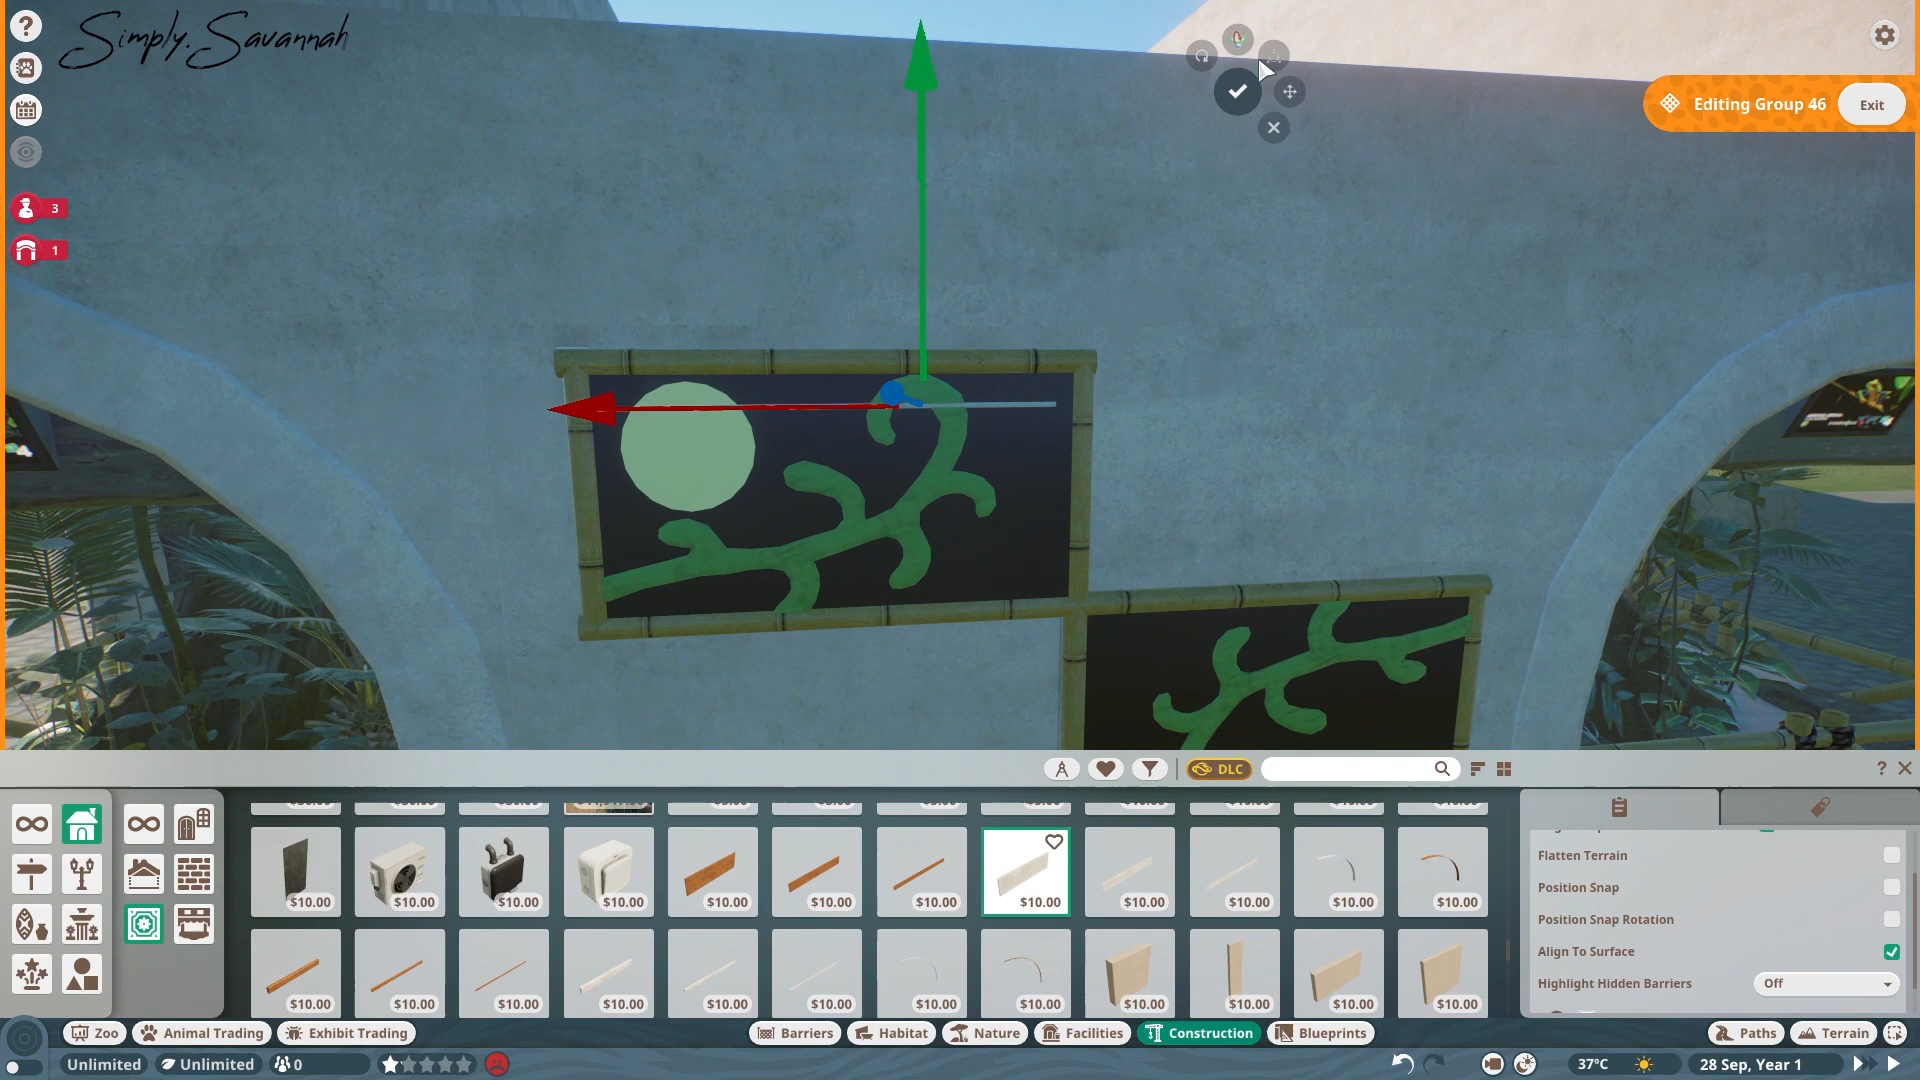 Simply.Savannah
Editing Group 46
Exit
3
1
DLC
$10.00 $10.00 $10.00 $10.00 $10.00 $10.00 $10.00 $10.00 $10.00 $10.00 $10.00 $10.00
$10.00 $10.00 $10.00 $10.00 $10.00 $10.00 $10.00 $10.00 $10.00 $10.00 $10.00 $10.00
Flatten Terrain
Position Snap
Position Snap Rotation
Align To Surface
Highlight Hidden Barriers Off
Zoo Animal Trading Exhibit Trading Barriers Habitat Nature Facilities Construction Blueprints Paths Terrain
Unlimited Unlimited 0 37°C 28 Sep, Year 1